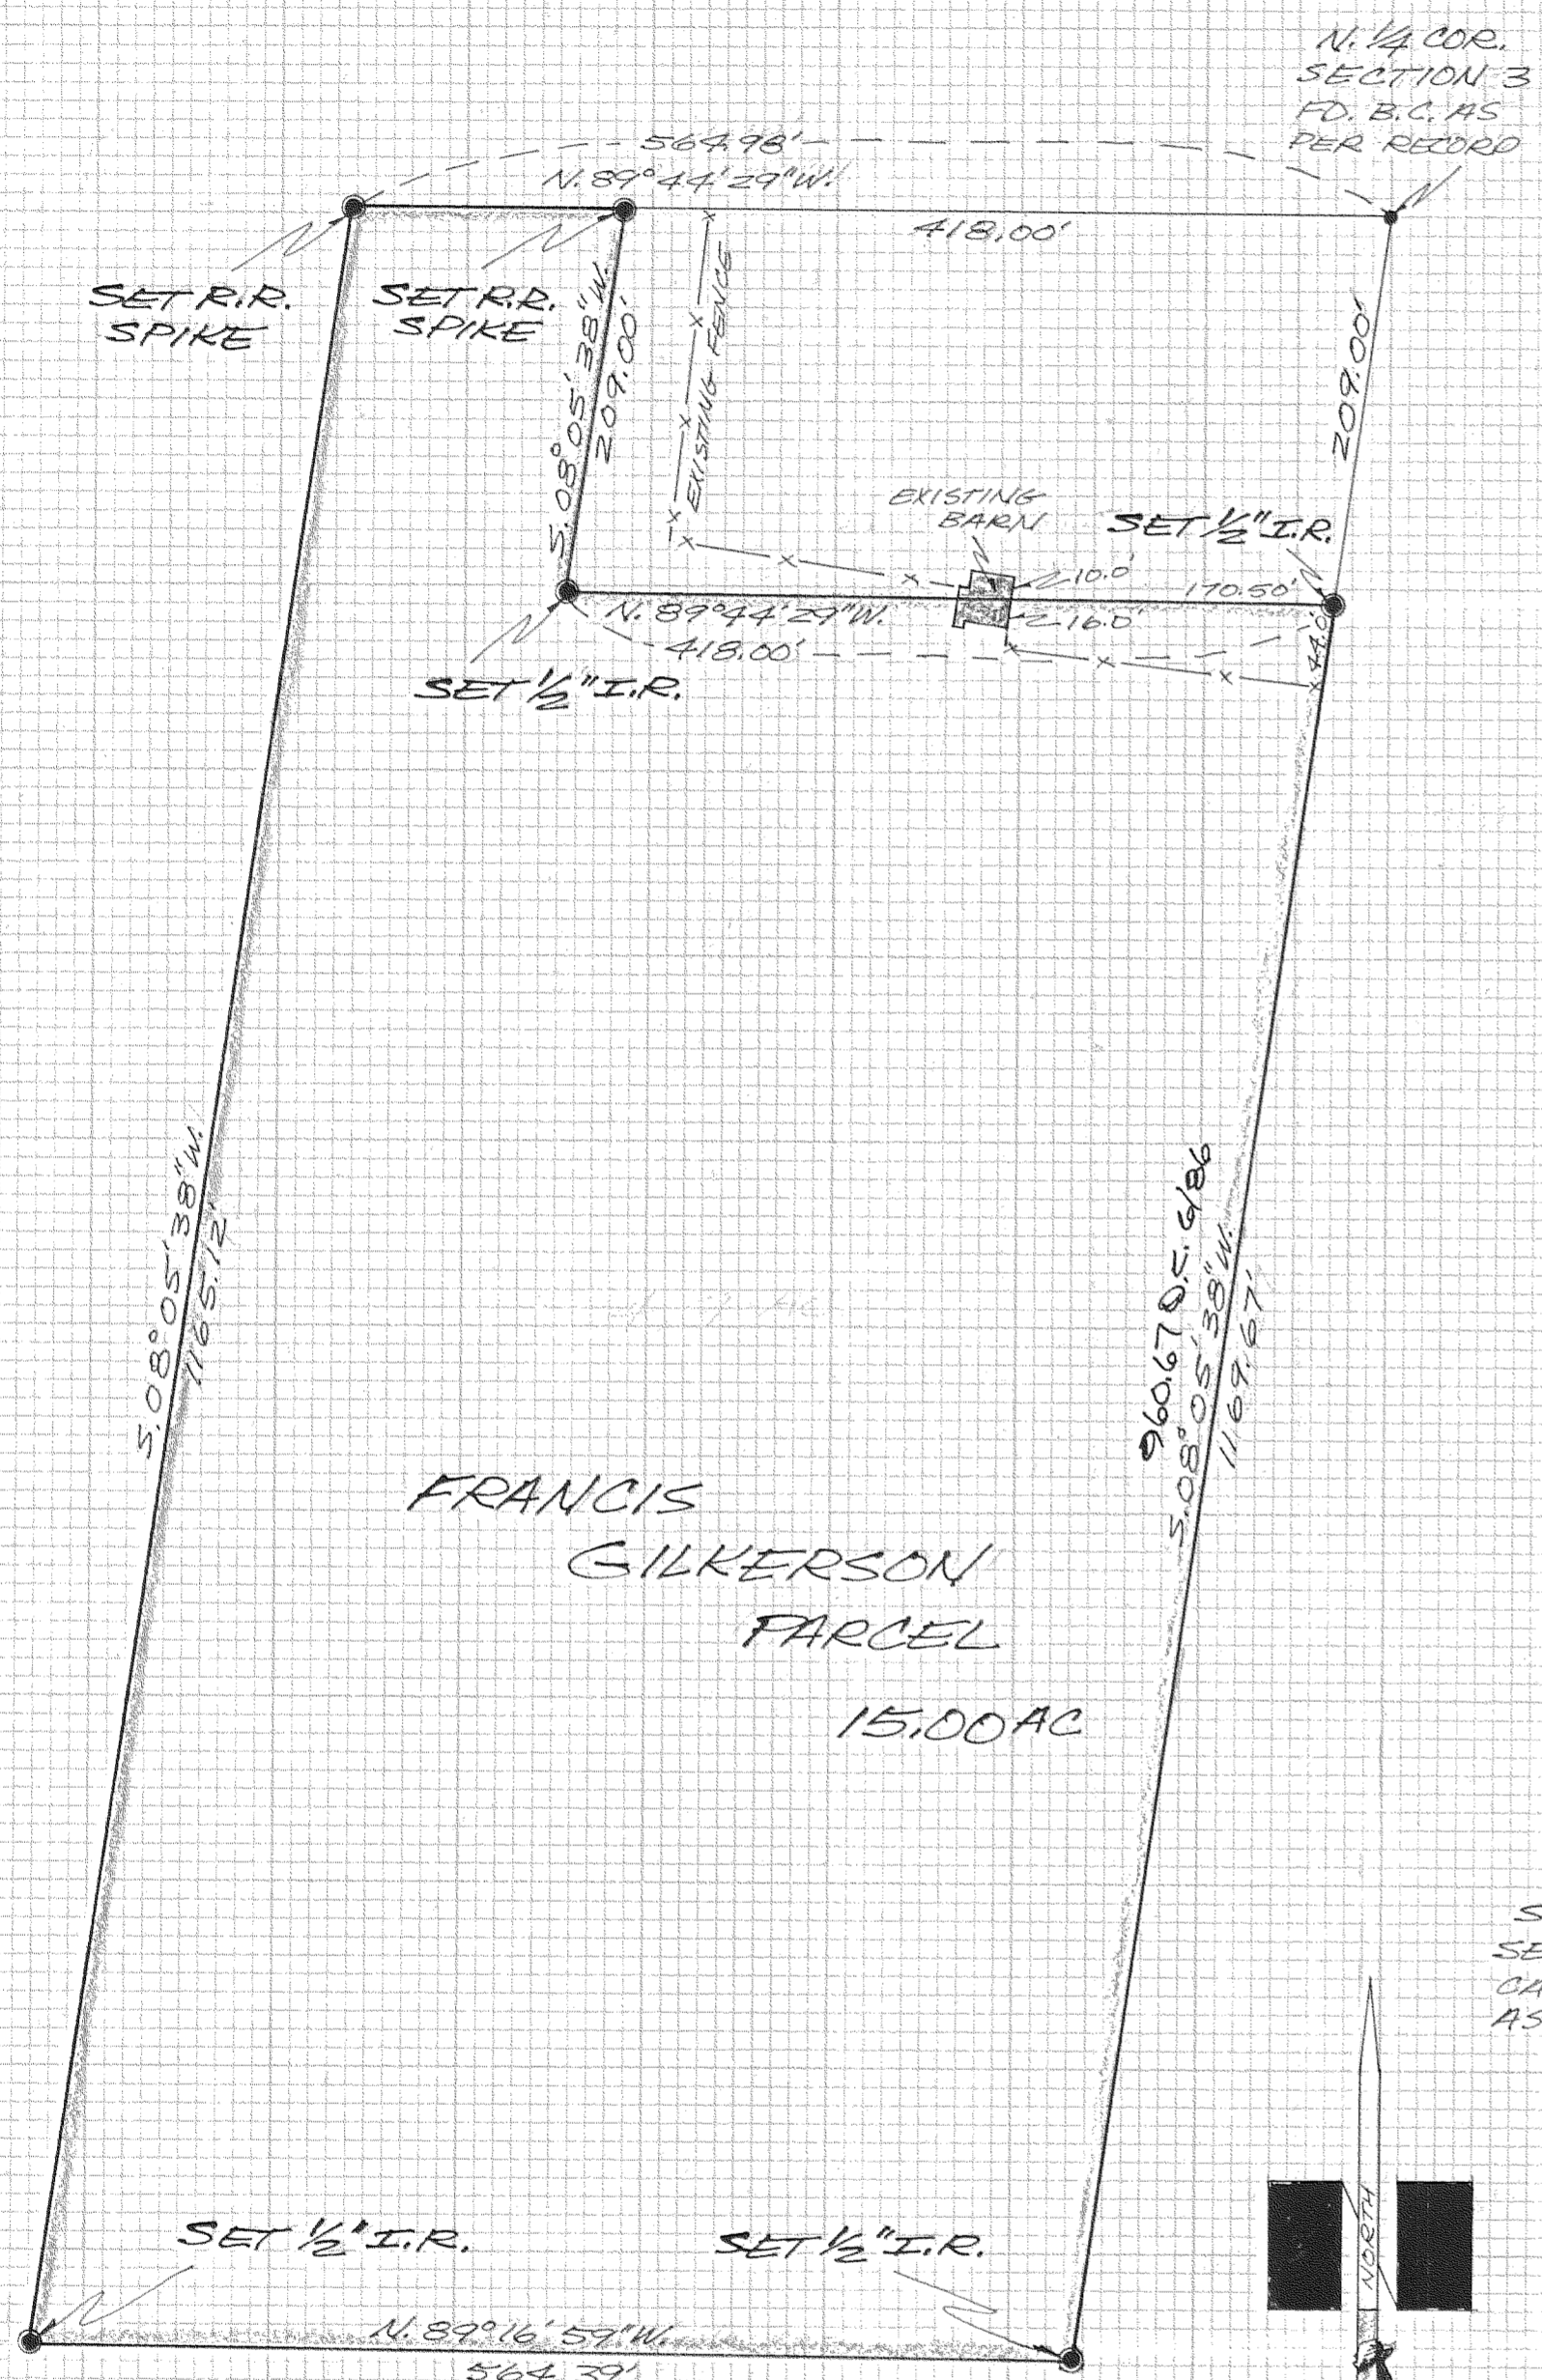 N. 1/4 COR.
SECTION 3
FD. B.C. AS
PER RECORD
564.98'
N. 89° 44' 29" W.
418.00'
SET R.R.
SPIKE
SET R.R.
SPIKE
S. 08° 05' 38" W.
209.00'
EXISTING FENCE
209.00'
EXISTING
BARN
SET 1/2" I.R.
10.0'
170.50'
N. 89° 44' 29" W.
16.0'
418.00'
44.0'
SET 1/2" I.R.
S. 08° 05' 38" W.
1165.12'
960.67 
S. 08° 05' 38" W.
1169.67'
FRANCIS
GILKERSON
PARCEL
15.00 AC
S
SE
CA
AS
NORTH
SET 1/2" I.R.
SET 1/2" I.R.
N. 89° 16' 59" W.
564.39'